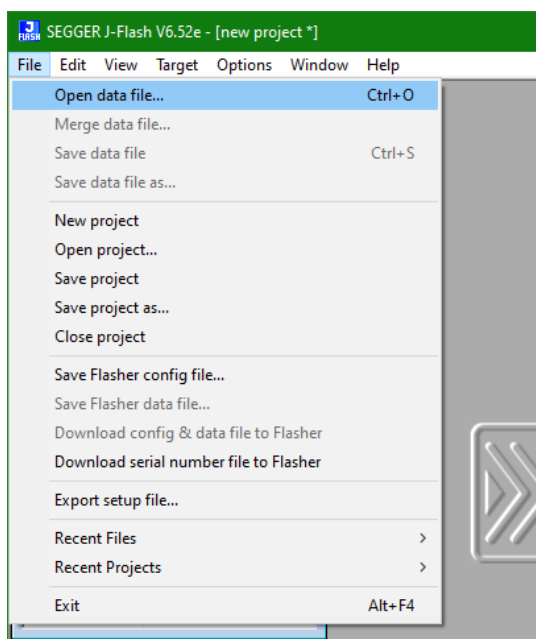 J
FLASH
SEGGER J-Flash V6.52e - [new project *]
File Edit View Target Options Window Help
Open data file... Ctrl+O
Merge data file...
Save data file Ctrl+S
Save data file as...
New project
Open project...
Save project
Save project as...
Close project
Save Flasher config file...
Save Flasher data file...
Download config & data file to Flasher
Download serial number file to Flasher
Export setup file...
Recent Files >
Recent Projects >
Exit Alt+F4